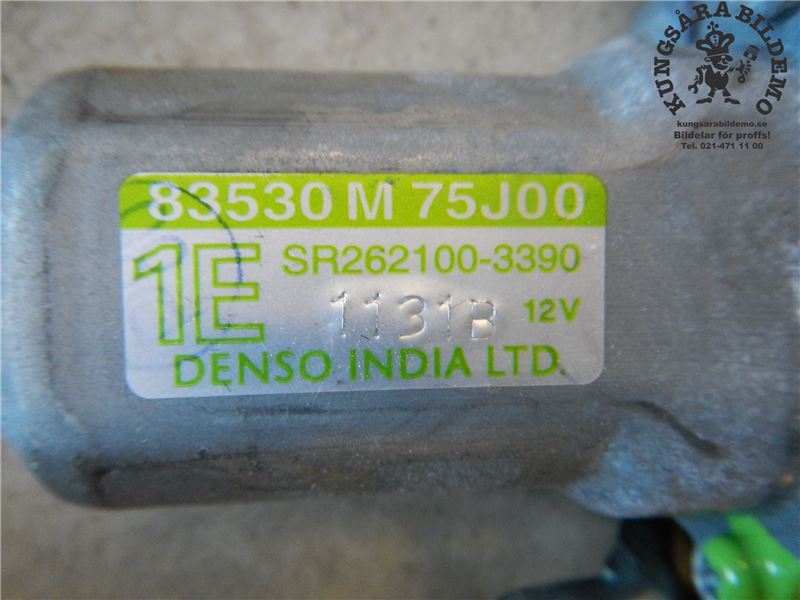 KUNGSÅRA BILDEMO
kungsarabildemo.se
Bildelar för proffs!
Tel. 021-471 11 00
83530 M 75J00
1E
SR262100-3390
1131B 12V
DENSO INDIA LTD.